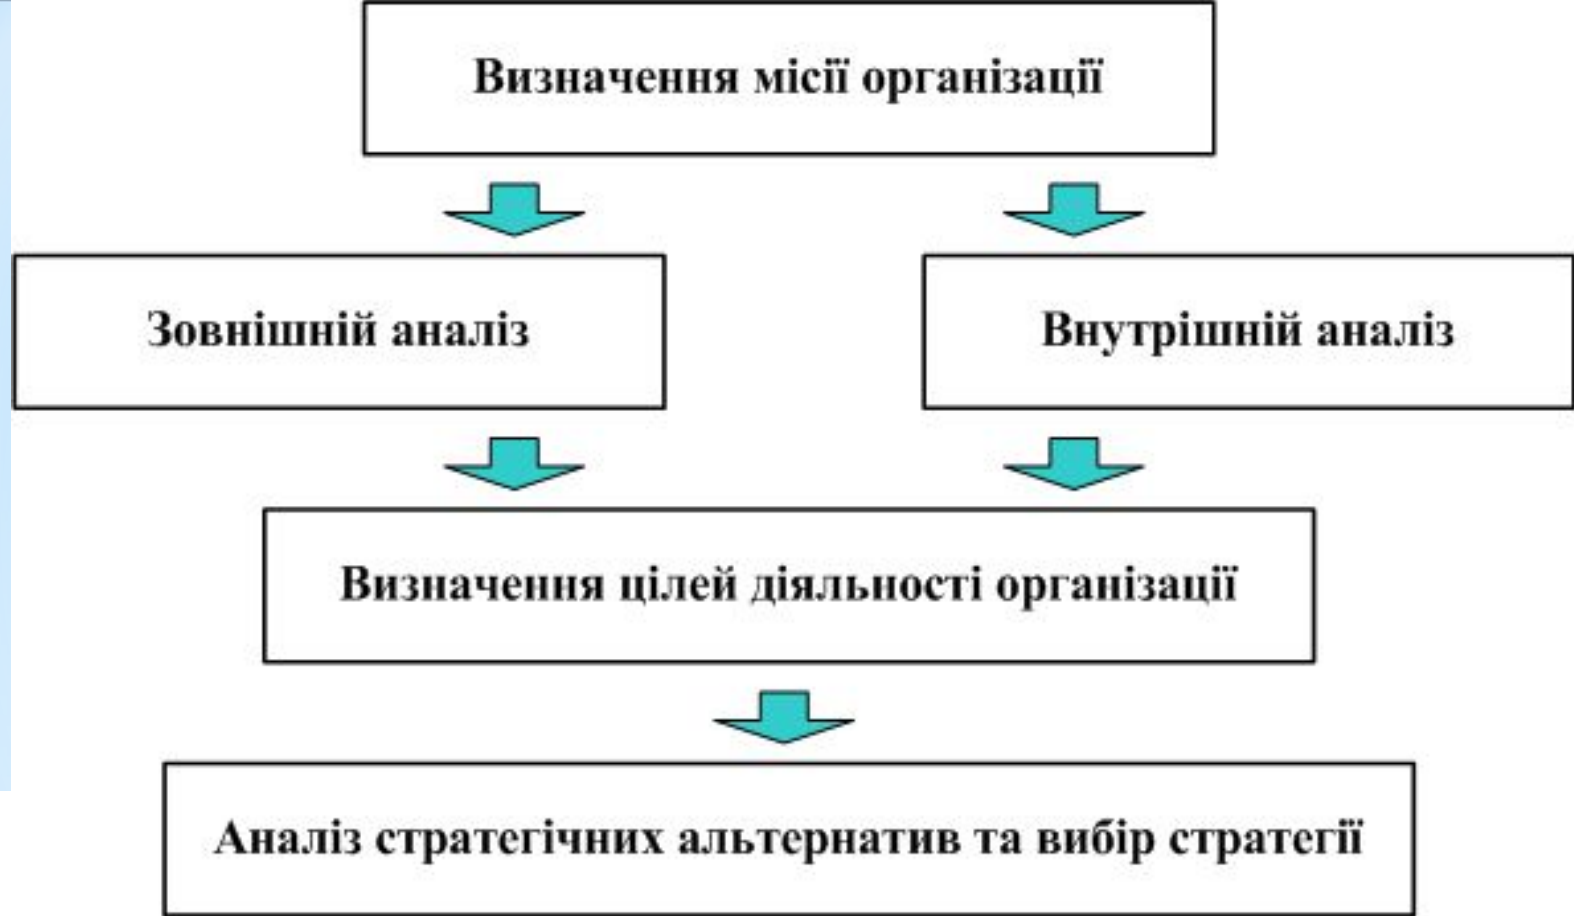 Визначення місії організації
Зовнішній аналіз
Внутрішній аналіз
Визначення цілей діяльності організації
Аналіз стратегічних альтернатив та вибір стратегії